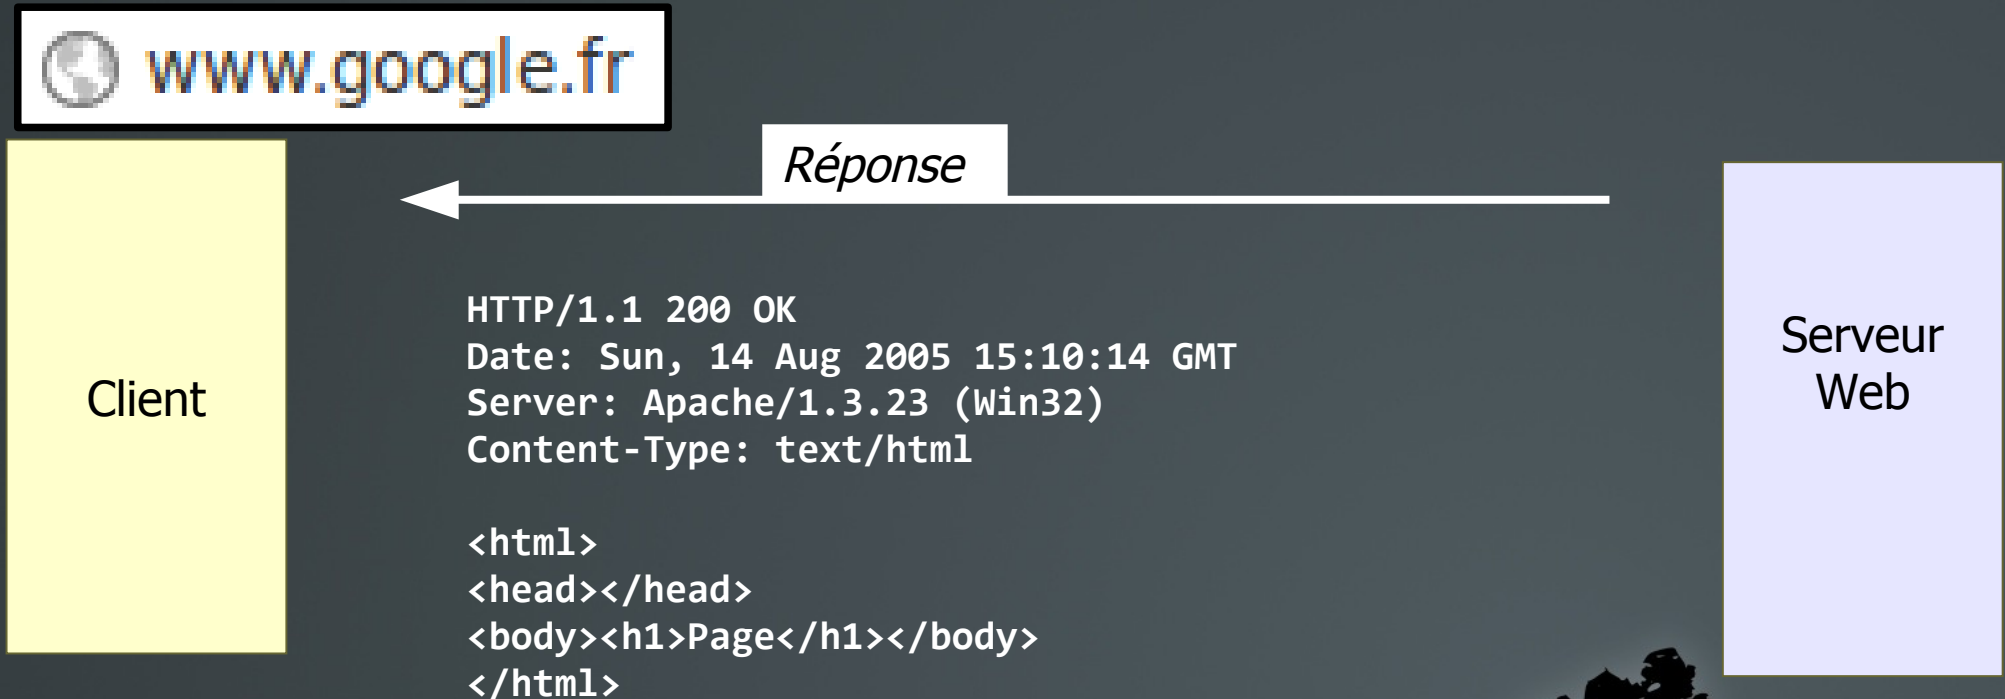 www.google.fr
Réponse
Client
HTTP/1.1 200 OK
Date: Sun, 14 Aug 2005 15:10:14 GMT
Server: Apache/1.3.23 (Win32)
Content-Type: text/html
<html>
<head></head>
<body><h1>Page</h1></body>
</html>
Serveur
Web